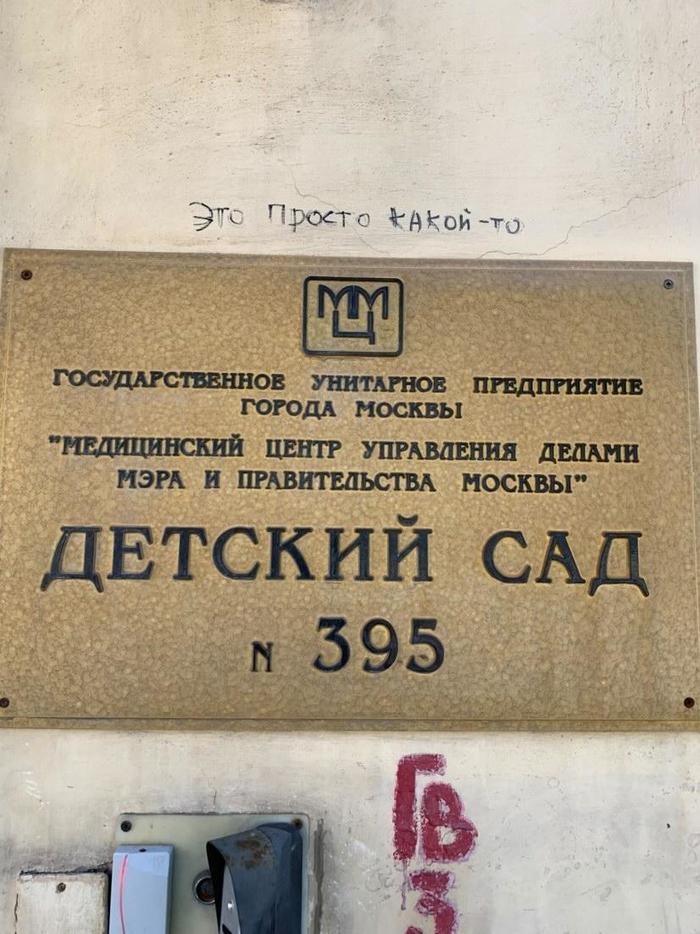 Это Просто КАКой-то
ММЦ
ГОСУДАРСТВЕННОЕ УНИТАРНОЕ ПРЕДПРИЯТИЕ
ГОРОДА МОСКВЫ
"МЕДИЦИНСКИЙ ЦЕНТР УПРАВЛЕНИЯ ДЕЛАМИ
МЭРА И ПРАВИТЕЛЬСТВА МОСКВЫ"
ДЕТСКИЙ САД
N 395
ГВ
3